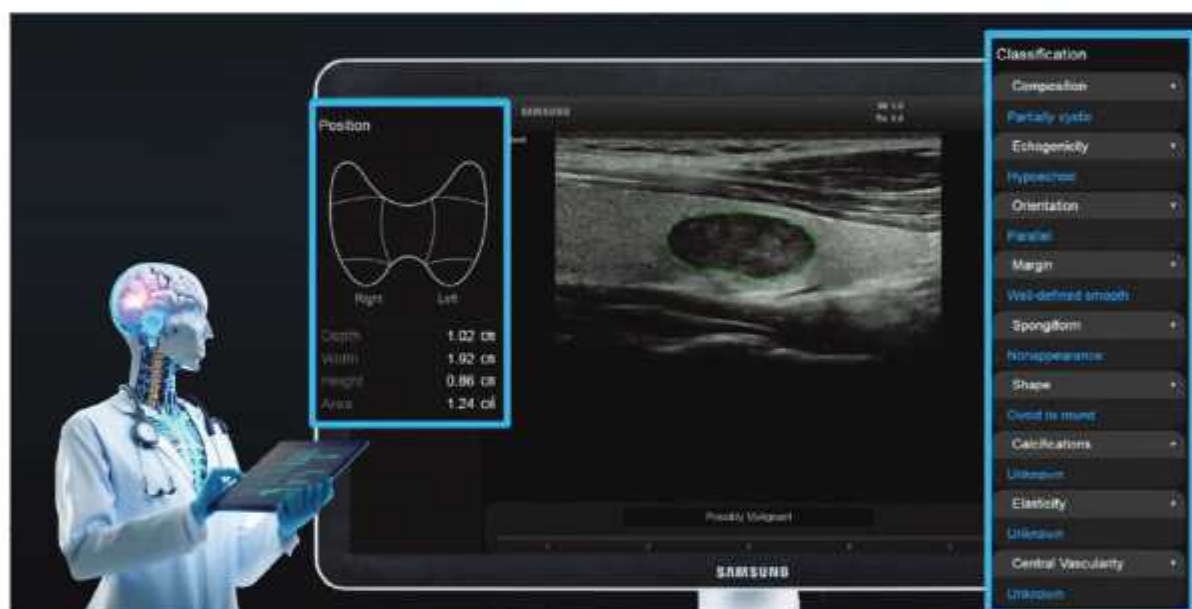 Position
Right Left
Depth 1.02 cm
Width 1.92 cm
Height 0.86 cm
Area 1.24 cm²
SAMSUNG
Possibly Malignant
SAMSUNG
Classification
Composition
Partially cystic
Echogenicity
Hypoechoic
Orientation
Parallel
Margin
Well-defined smooth
Spongiform
Nonappearance
Shape
Ovoid to round
Calcifications
Unknown
Elasticity
Unknown
Central Vascularity
Unknown